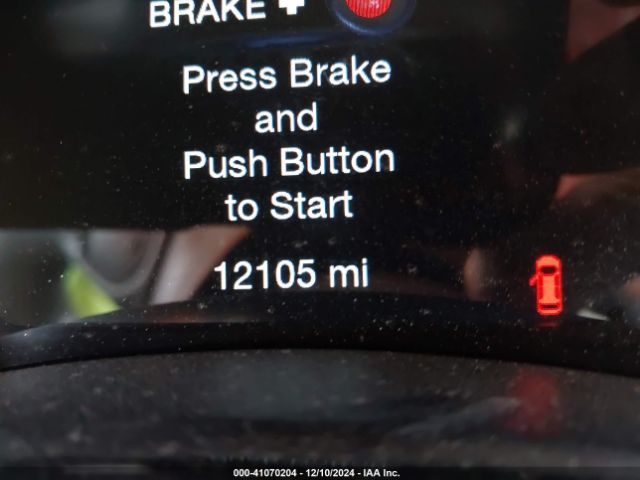 BRAKE +
Press Brake
and
Push Button
to Start
12105 mi
000-41070204 - 12/10/2024 - IAA Inc.